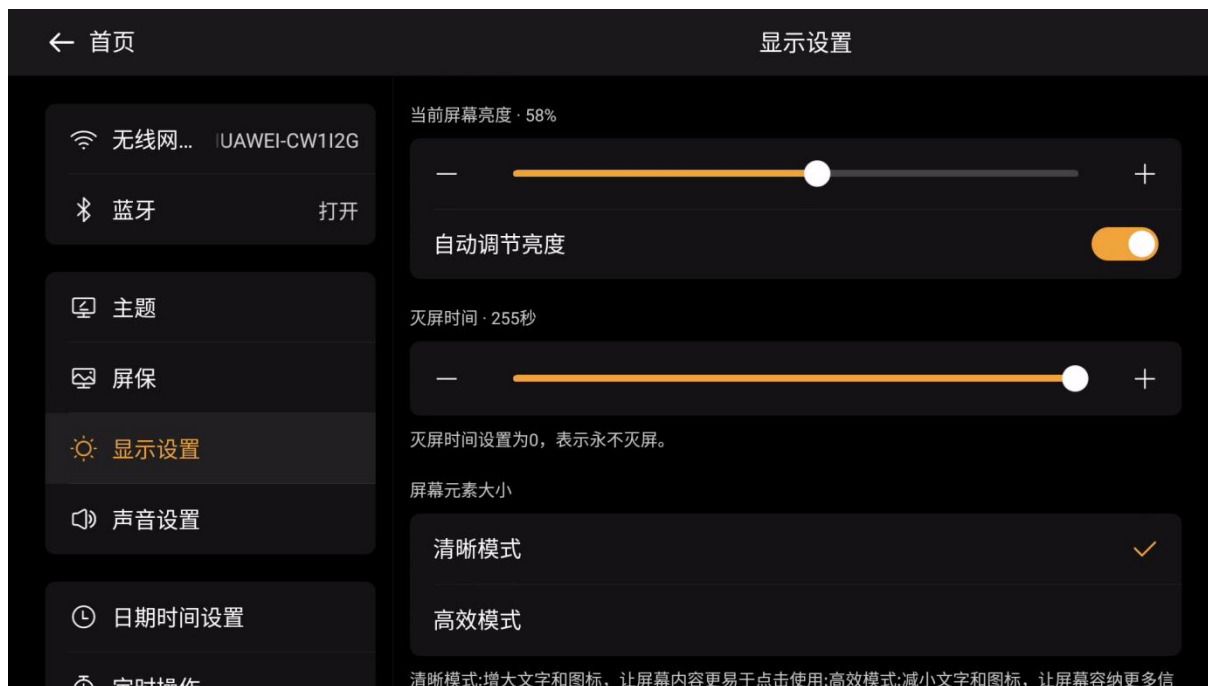 首页
显示设置
无线网... UAWEI-CW1I2G
蓝牙 打开
主题
屏保
显示设置
声音设置
日期时间设置
定时操作
当前屏幕亮度 · 58%
自动调节亮度
灭屏时间 · 255秒
灭屏时间设置为0，表示永不灭屏。
屏幕元素大小
清晰模式
高效模式
清晰模式:增大文字和图标，让屏幕内容更易于点击使用;高效模式:减小文字和图标，让屏幕容纳更多信